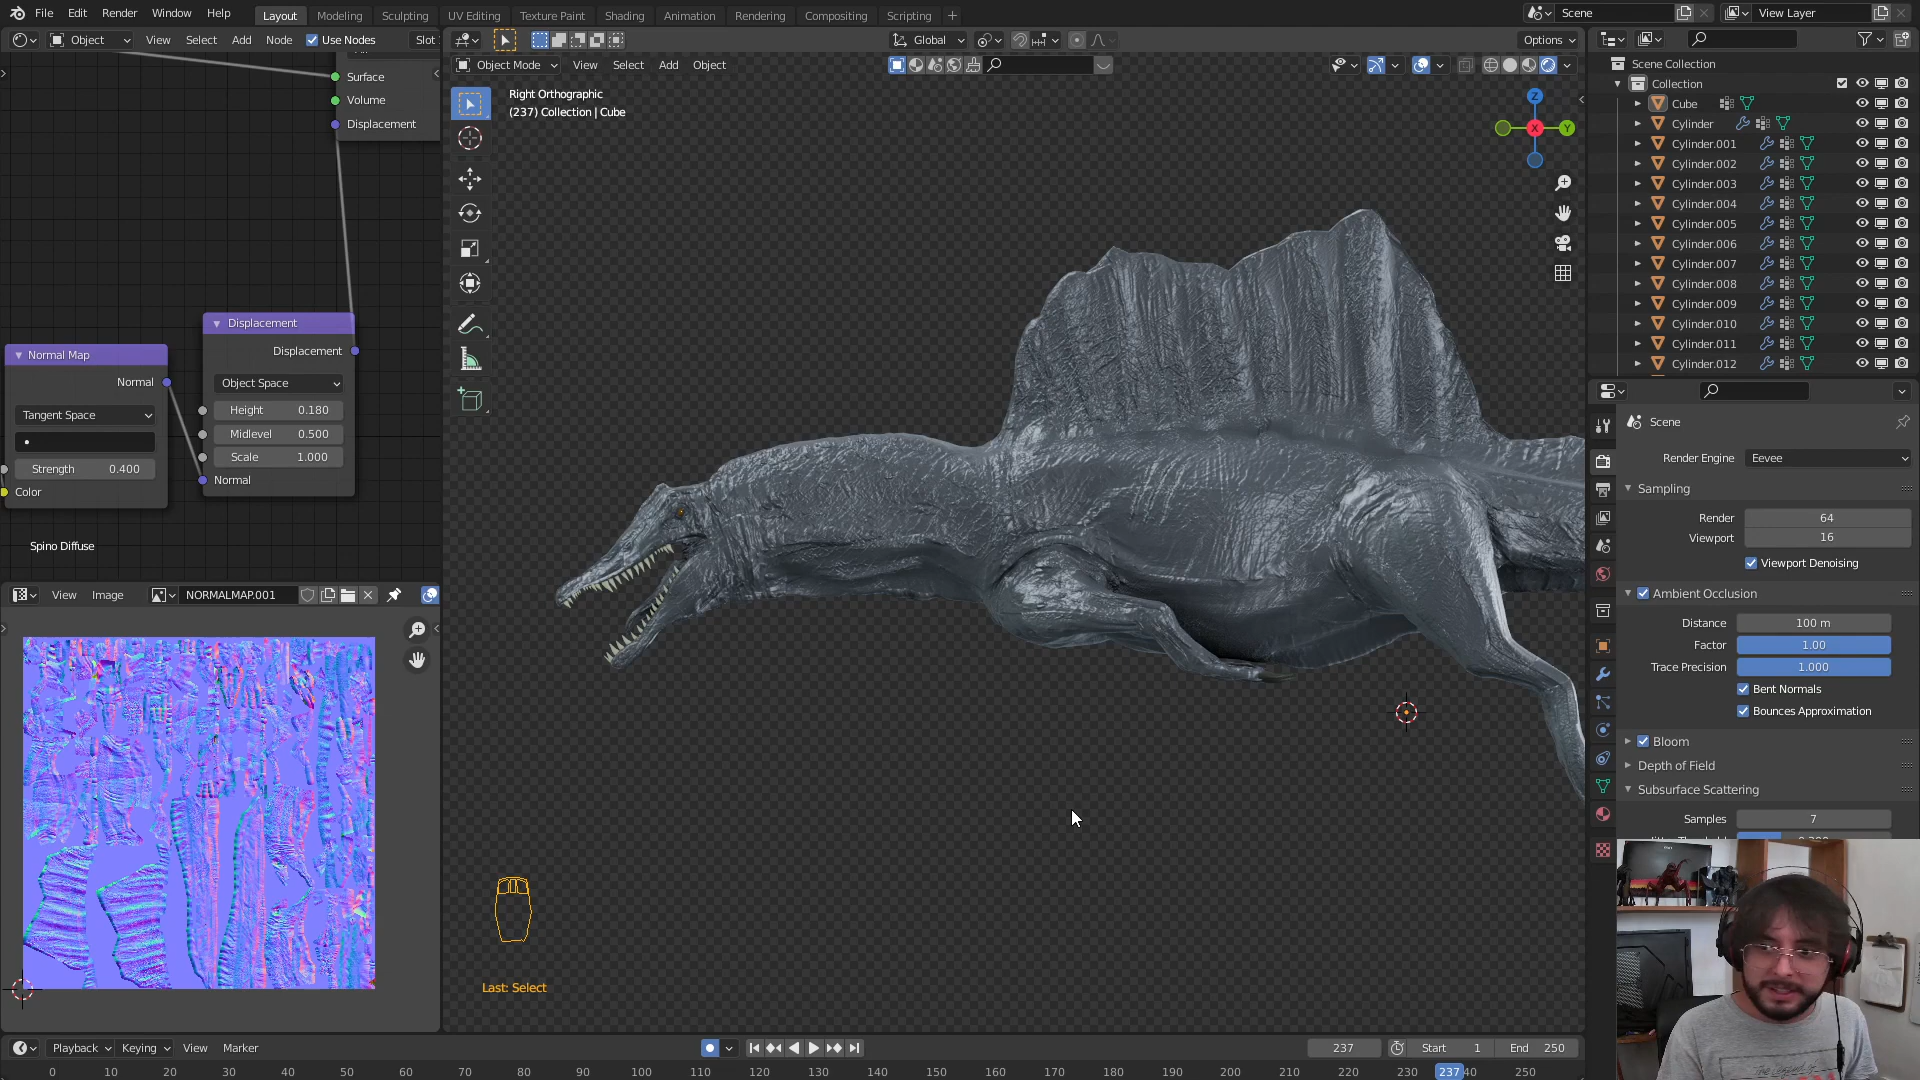 File Edit Render Window Help Layout Modeling Sculpting UV Editing Texture Paint Shading Animation Rendering Compositing Scripting + Scene View Layer
Object View Select Add Node Use Nodes Slot Global Options
Object Mode View Select Add Object
Surface
Volume
Displacement
Displacement
Displacement
Object Space
Height 0.180
Midlevel 0.500
Scale 1.000
Normal
Normal Map
Normal
Tangent Space
Strength 0.400
Color
Spino Diffuse
View Image NORMALMAP.001
Right Orthographic
(237) Collection | Cube
Z
X
Y
Last: Select
Scene Collection
Collection
Cube
Cylinder
Cylinder.001
Cylinder.002
Cylinder.003
Cylinder.004
Cylinder.005
Cylinder.006
Cylinder.007
Cylinder.008
Cylinder.009
Cylinder.010
Cylinder.011
Cylinder.012
Scene
Render Engine Eevee
Sampling
Render 64
Viewport 16
Viewport Denoising
Ambient Occlusion
Distance 100 m
Factor 1.00
Trace Precision 1.000
Bent Normals
Bounces Approximation
Bloom
Depth of Field
Subsurface Scattering
Samples 7
Playback Keying View Marker 237 Start 1 End 250
0 10 20 30 40 50 60 70 80 90 100 110 120 130 140 150 160 170 180 190 200 210 220 230 237 40 250